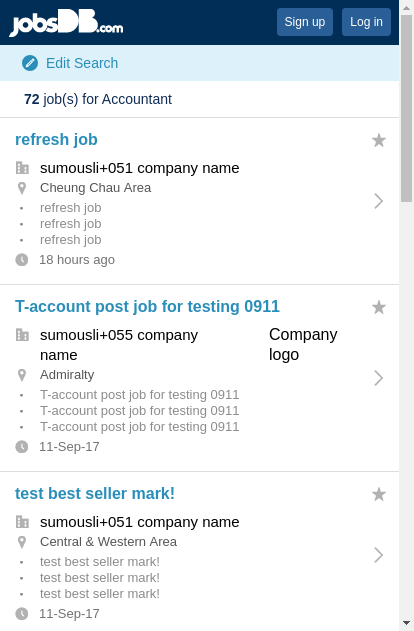 jobsDB.com
Sign up
Log in
Edit Search
72 job(s) for Accountant
refresh job
sumousli+051 company name
Cheung Chau Area
• refresh job
• refresh job
• refresh job
18 hours ago
T-account post job for testing 0911
sumousli+055 company
name
Company
logo
Admiralty
• T-account post job for testing 0911
• T-account post job for testing 0911
• T-account post job for testing 0911
11-Sep-17
test best seller mark!
sumousli+051 company name
Central & Western Area
• test best seller mark!
• test best seller mark!
• test best seller mark!
11-Sep-17